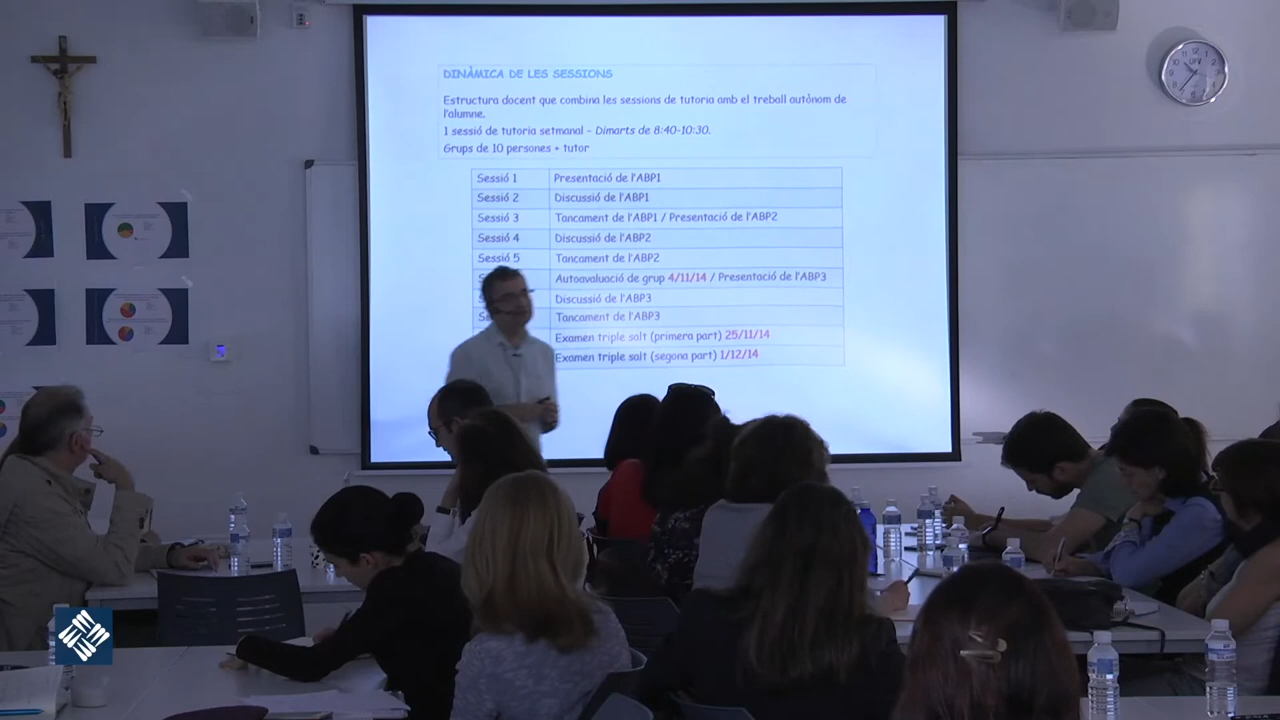 DINÀMICA DE LES SESSIONS
Estructura docent que combina les sessions de tutoria amb el treball autònom de
l'alumne.
1 sessió de tutoria setmanal - Dimarts de 8:40-10:30.
Grups de 10 persones + tutor
Sessió 1 Presentació de l'ABP1
Sessió 2 Discussió de l'ABP1
Sessió 3 Tancament de l'ABP1 / Presentació de l'ABP2
Sessió 4 Discussió de l'ABP2
Sessió 5 Tancament de l'ABP2
Autoavaluació de grup 4/11/14 / Presentació de l'ABP3
Discussió de l'ABP3
Tancament de l'ABP3
Examen triple salt (primera part) 25/11/14
Examen triple salt (segona part) 1/12/14